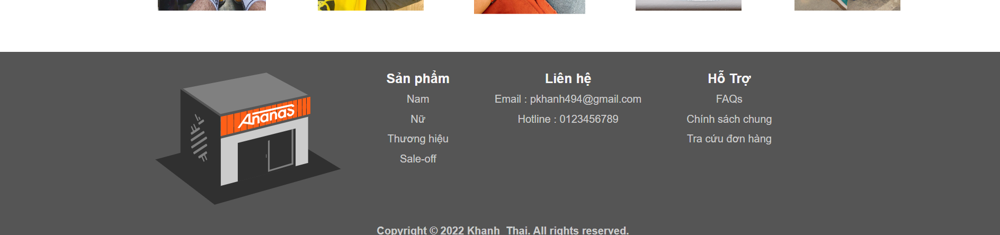 Ananas
Sản phẩm
Nam
Nữ
Thương hiệu
Sale-off
Liên hệ
Email : pkhanh494@gmail.com
Hotline : 0123456789
Hỗ Trợ
FAQs
Chính sách chung
Tra cứu đơn hàng
Copyright © 2022 Khanh_Thai. All rights reserved.